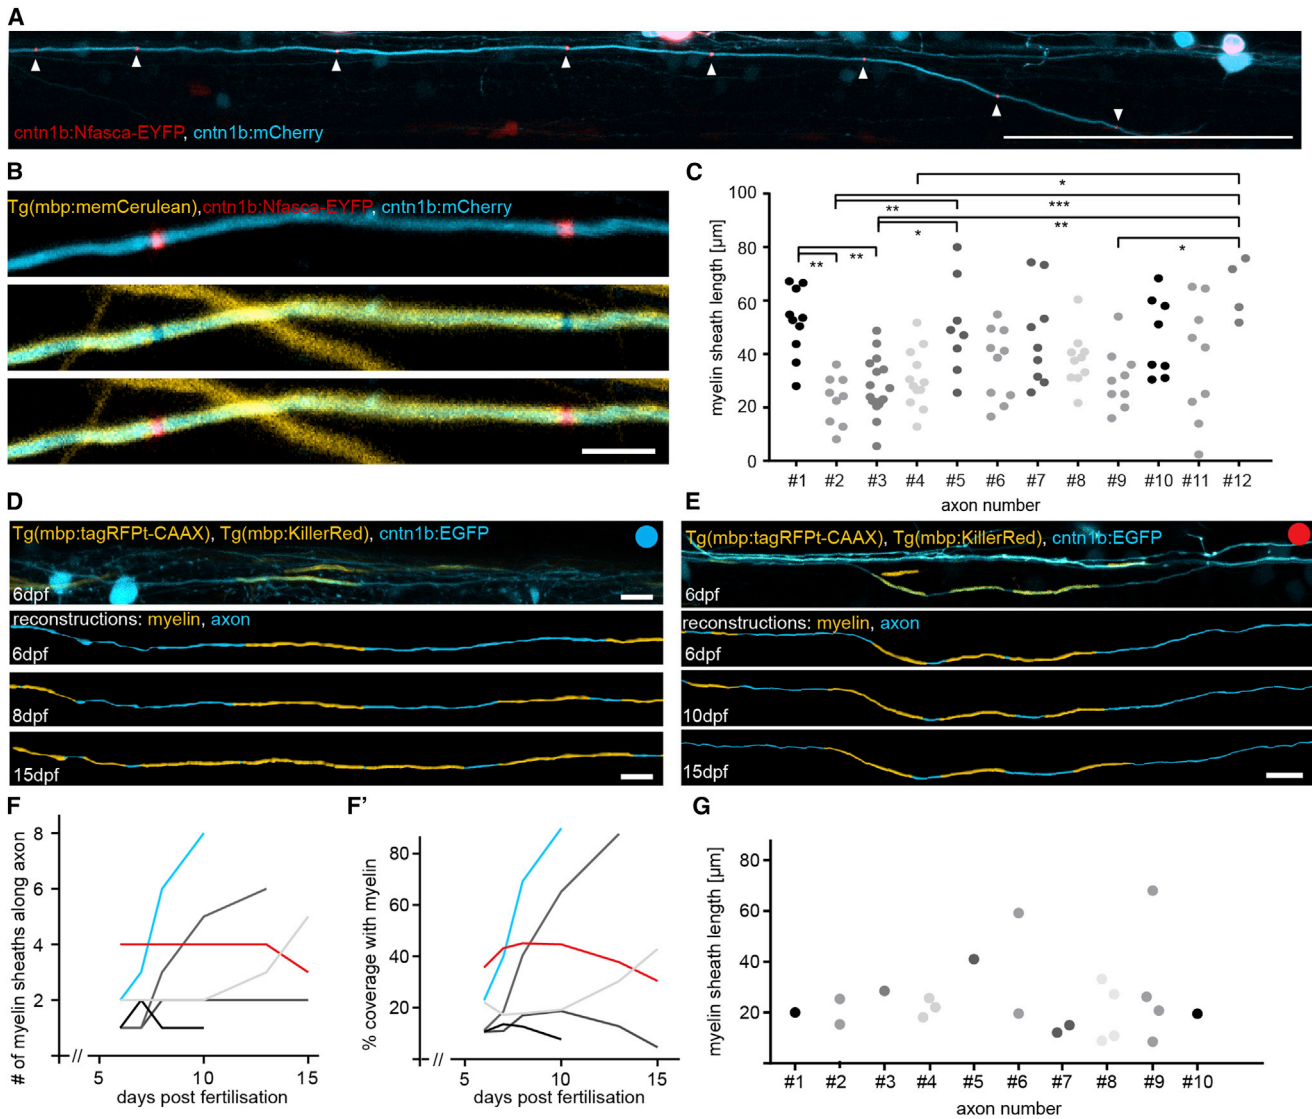 A
cntn1b:Nfasca-EYFP, cntn1b:mCherry
B
Tg(mbp:memCerulean),cntn1b:Nfasca-EYFP, cntn1b:mCherry
C
myelin sheath length [µm]
100
80
60
40
20
0
*
***
**
**
*
*
**
**
#1 #2 #3 #4 #5 #6 #7 #8 #9 #10 #11 #12
axon number
D
Tg(mbp:tagRFPt-CAAX), Tg(mbp:KillerRed), cntn1b:EGFP
6dpf
reconstructions: myelin, axon
6dpf
8dpf
15dpf
E
Tg(mbp:tagRFPt-CAAX), Tg(mbp:KillerRed), cntn1b:EGFP
6dpf
reconstructions: myelin, axon
6dpf
10dpf
15dpf
F
# of myelin sheaths along axon
8
6
4
2
//
5 10 15
days post fertilisation
F'
% coverage with myelin
80
60
40
20
//
5 10 15
days post fertilisation
G
myelin sheath length [µm]
80
60
40
20
#1 #2 #3 #4 #5 #6 #7 #8 #9 #10
axon number